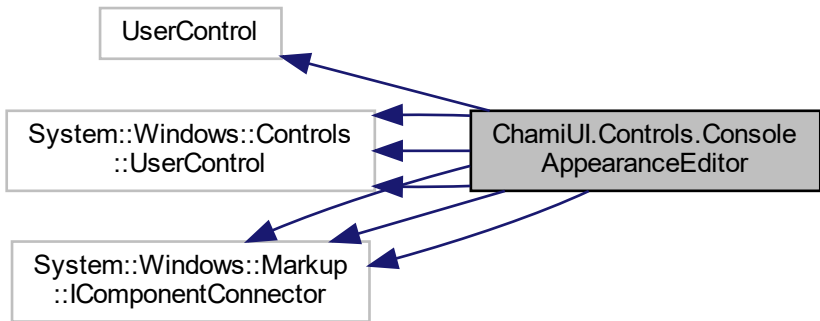 UserControl
System::Windows::Controls
::UserControl
ChamiUI.Controls.Console
AppearanceEditor
System::Windows::Markup
::IComponentConnector